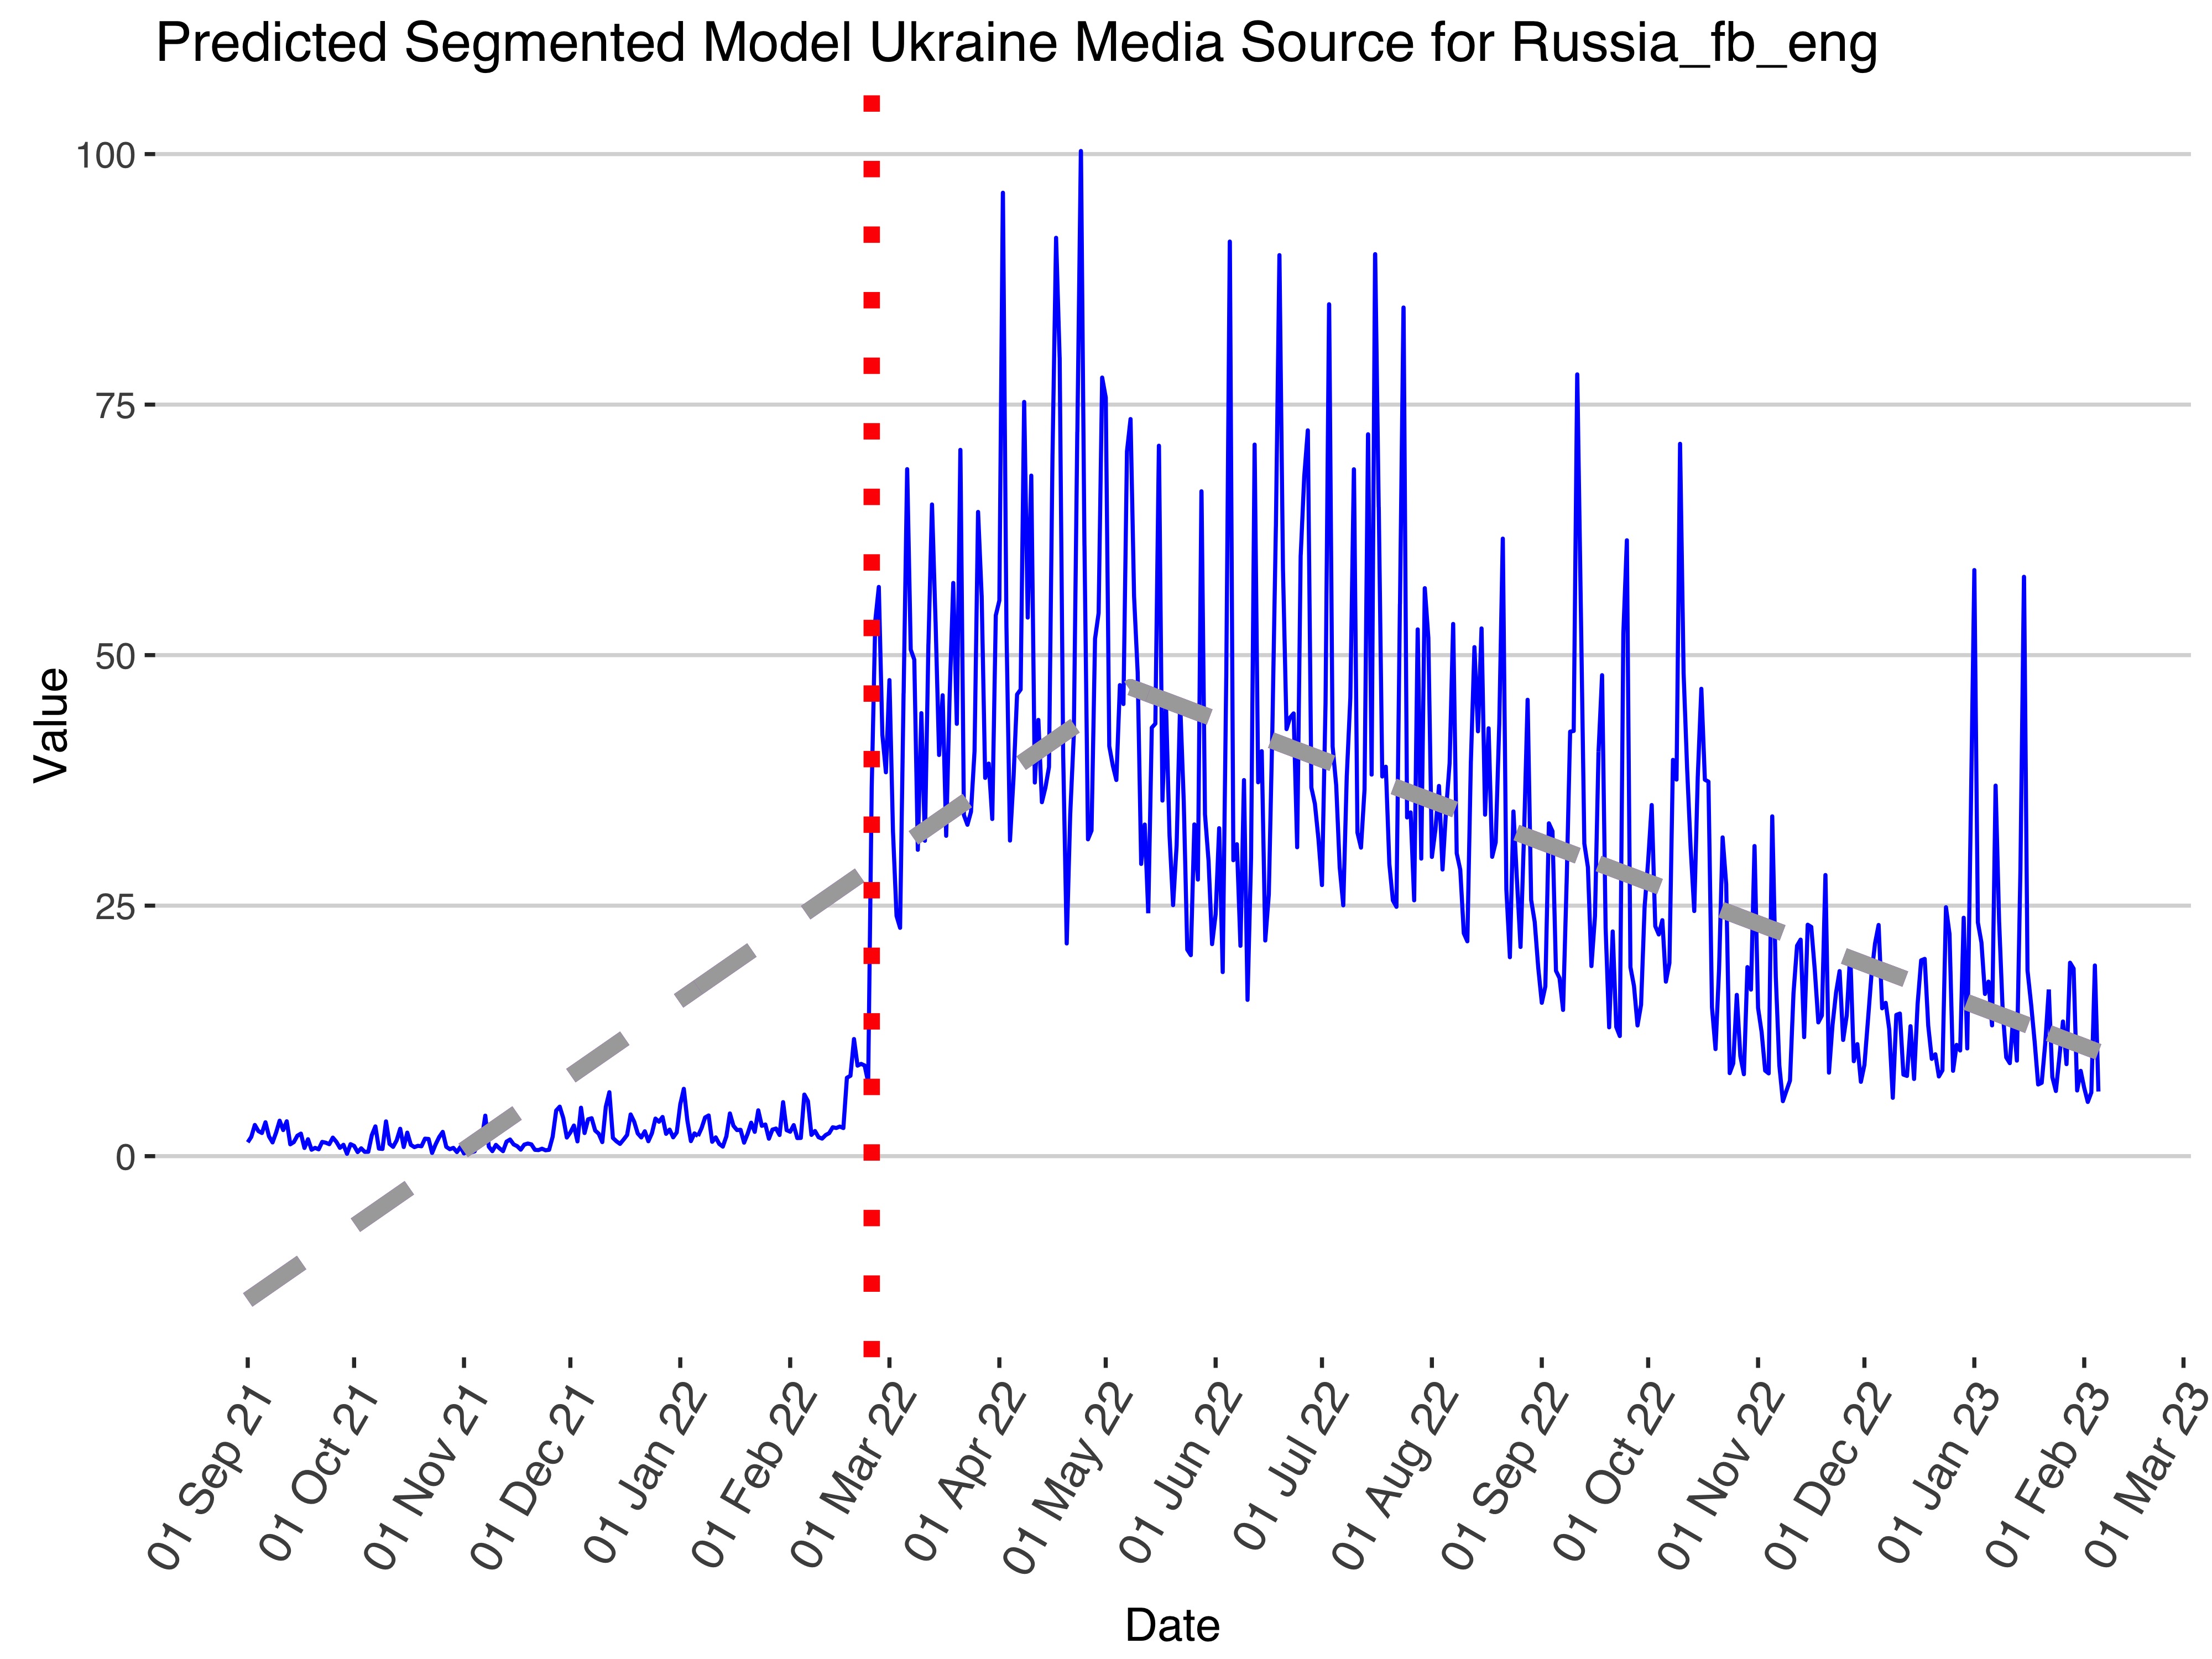 Predicted Segmented Model Ukraine Media Source for Russia_fb_eng
100
75
50
25
0
Value
01 Sep 21
01 Oct 21
01 Nov 21
01 Dec 21
01 Jan 22
01 Feb 22
01 Mar 22
01 Apr 22
01 May 22
01 Jun 22
01 Jul 22
01 Aug 22
01 Sep 22
01 Oct 22
01 Nov 22
01 Dec 22
01 Jan 23
01 Feb 23
01 Mar 23
Date